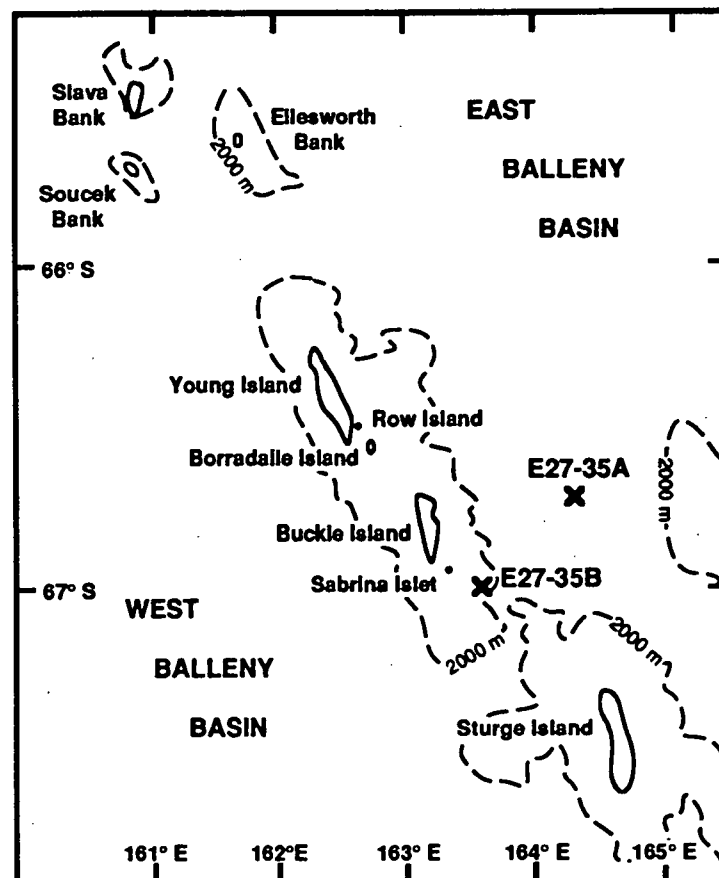 Slava
Bank
Ellesworth
Bank
2000 m
Soucek
Bank
EAST
BALLENY
BASIN
66° S
Young Island
Row Island
Borradaile Island
E27-35A
2000 m
Buckle Island
Sabrina Islet
E27-35B
67° S
WEST
BALLENY
BASIN
2000 m
2000 m
Sturge Island
161° E
162° E
163° E
164° E
165° E